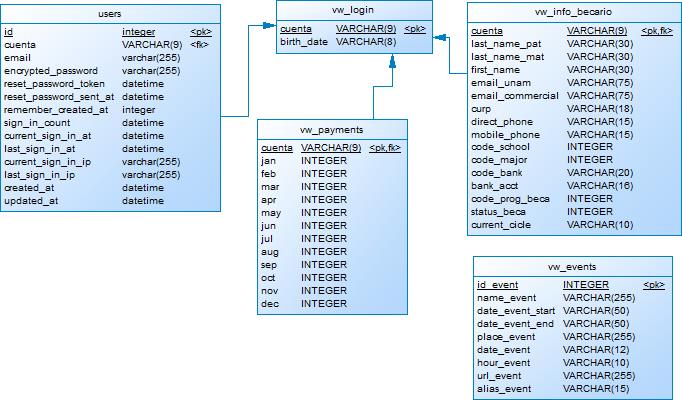 users
id integer <pk>
cuenta VARCHAR(9) <fk>
email varchar(255)
encrypted_password varchar(255)
reset_password_token datetime
reset_password_sent_at datetime
remember_created_at integer
sign_in_count datetime
current_sign_in_at datetime
last_sign_in_at datetime
current_sign_in_ip varchar(255)
last_sign_in_ip varchar(255)
created_at datetime
updated_at datetime
vw_login
cuenta VARCHAR(9) <pk>
birth_date VARCHAR(8)
vw_payments
cuenta VARCHAR(9) <pk,fk>
jan INTEGER
feb INTEGER
mar INTEGER
apr INTEGER
may INTEGER
jun INTEGER
jul INTEGER
aug INTEGER
sep INTEGER
oct INTEGER
nov INTEGER
dec INTEGER
vw_info_becario
cuenta VARCHAR(9) <pk,fk>
last_name_pat VARCHAR(30)
last_name_mat VARCHAR(30)
first_name VARCHAR(30)
email_unam VARCHAR(75)
email_commercial VARCHAR(75)
curp VARCHAR(18)
direct_phone VARCHAR(15)
mobile_phone VARCHAR(15)
code_school INTEGER
code_major INTEGER
code_bank VARCHAR(20)
bank_acct VARCHAR(16)
code_prog_beca INTEGER
status_beca INTEGER
current_cicle VARCHAR(10)
vw_events
id_event INTEGER <pk>
name_event VARCHAR(255)
date_event_start VARCHAR(50)
date_event_end VARCHAR(50)
place_event VARCHAR(255)
date_event VARCHAR(12)
hour_event VARCHAR(10)
url_event VARCHAR(255)
alias_event VARCHAR(15)